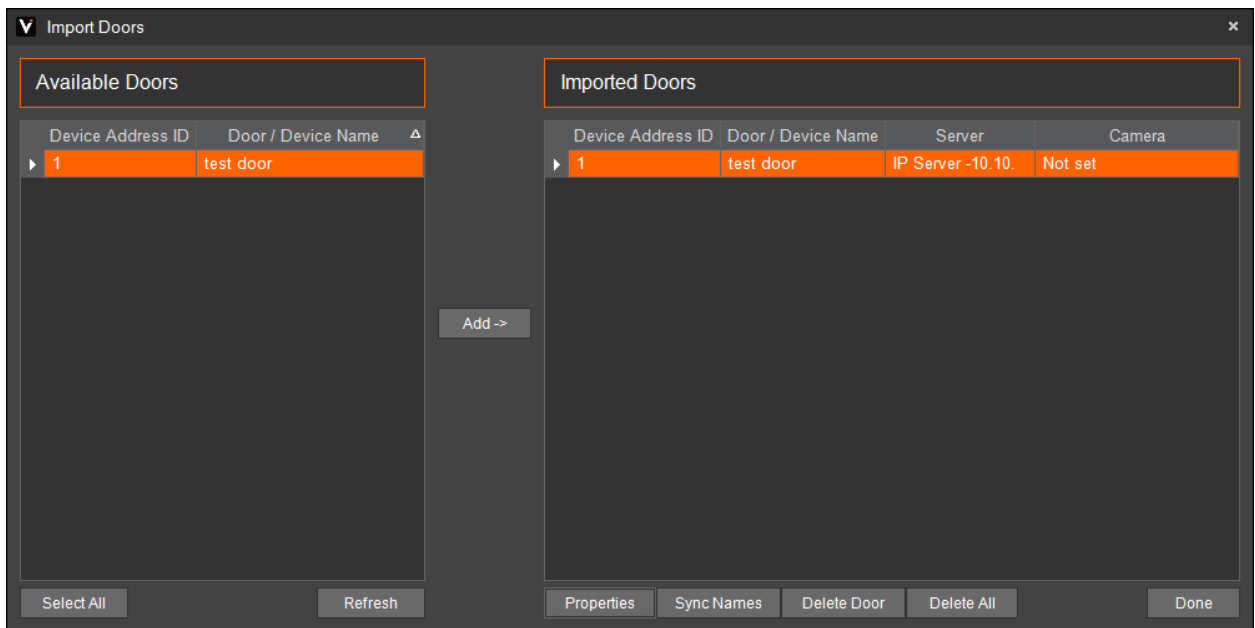 Import Doors
Available Doors
Device Address ID Door / Device Name
1 test door
Add ->
Select All Refresh
Imported Doors
Device Address ID Door / Device Name Server Camera
1 test door IP Server -10.10. Not set
Properties Sync Names Delete Door Delete All Done